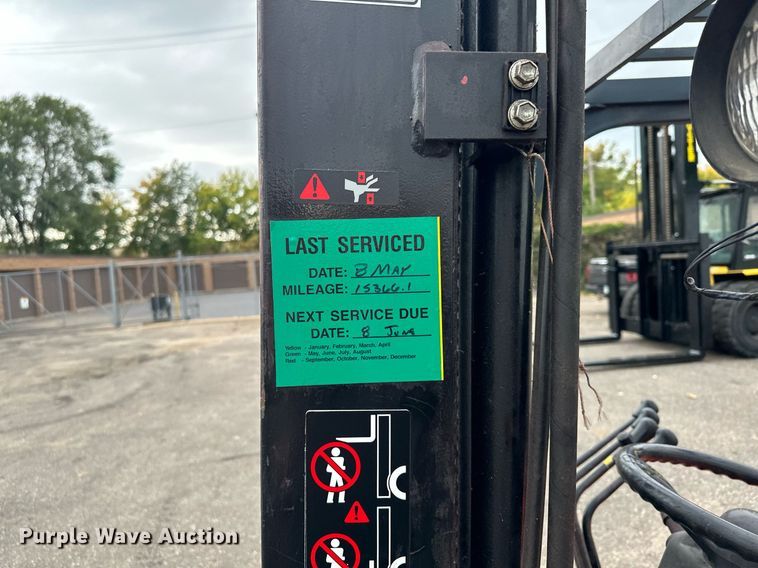 LAST SERVICED
DATE: 8 MAY
MILEAGE: 15366.1
NEXT SERVICE DUE
DATE: 8 June
Yellow - January, February, March, April
Green - May, June, July, August
Red - September, October, November, December
Purple Wave Auction